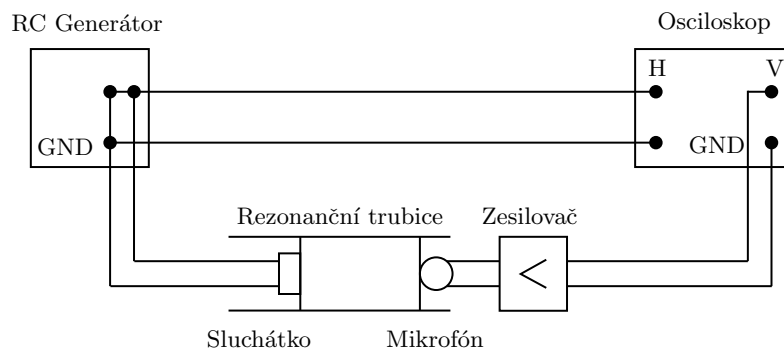 RC Generátor
Osciloskop
H
V
GND
GND
Rezonanční trubice
Zesilovač
Sluchátko
Mikrofón